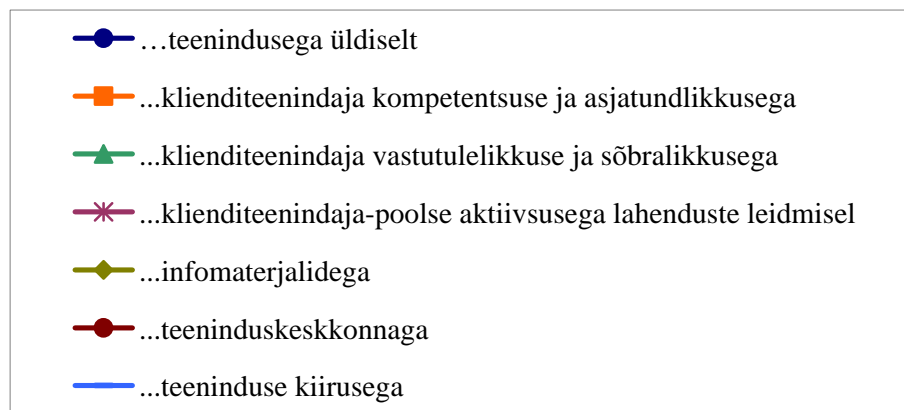 …teenindusega üldiselt
...klienditeenindaja kompetentsuse ja asjatundlikkusega
...klienditeenindaja vastutulelikkuse ja sõbralikkusega
...klienditeenindaja-poolse aktiivsusega lahenduste leidmisel
...infomaterjalidega
...teeninduskeskkonnaga
...teeninduse kiirusega